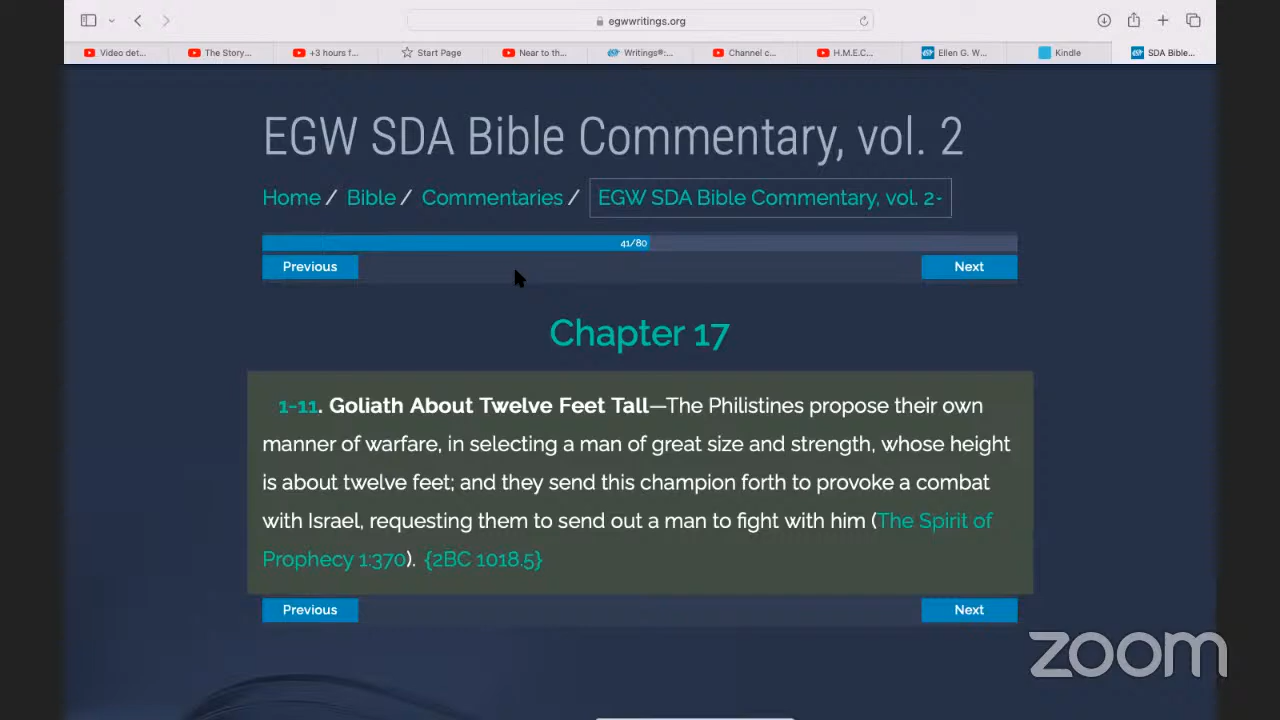 egwwritings.org
Video det...
The Story...
+3 hours f...
Start Page
Near to th...
Writings®:...
Channel c...
H.M.E.C...
Ellen G. W...
Kindle
SDA Bible...
EGW SDA Bible Commentary, vol. 2
Home / Bible / Commentaries / EGW SDA Bible Commentary, vol. 2
41/80
Previous
Next
Chapter 17
1-11. Goliath About Twelve Feet Tall—The Philistines propose their own
manner of warfare, in selecting a man of great size and strength, whose height
is about twelve feet; and they send this champion forth to provoke a combat
with Israel, requesting them to send out a man to fight with him (The Spirit of
Prophecy 1:370). {2BC 1018.5}
Previous
Next
zoom